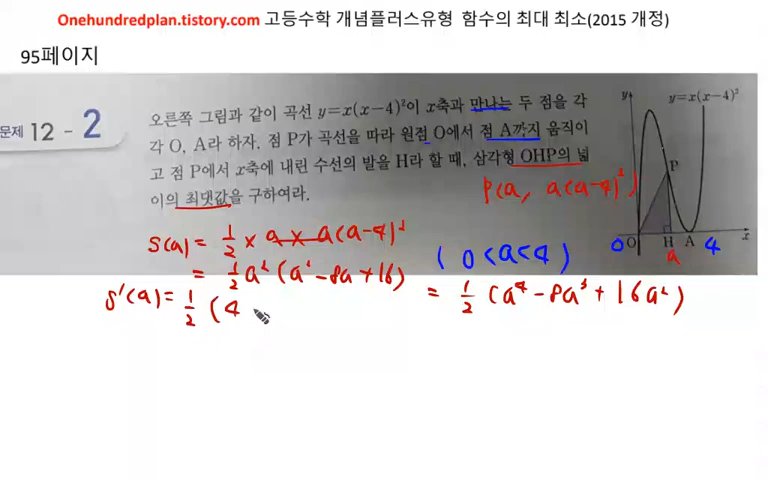 Onehundredplan.tistory.com 고등수학 개념플러스유형 함수의 최대 최소(2015 개정)
95페이지
문제 12-2
오른쪽 그림과 같이 곡선 y=x(x-4)²이 x축과 만나는 두 점을 각
각 O, A라 하자. 점 P가 곡선을 따라 원점 O에서 점 A까지 움직이
고 점 P에서 x축에 내린 수선의 발을 H라 할 때, 삼각형 OHP의 넓
이의 최댓값을 구하여라.
y
y=x(x-4)²
P
O H A x
0 a 4
P(a, a(a-4)²)
S(a) = 1/2 × a × a(a-4)²
(0<a<4)
= 1/2 a² (a² - 8a + 16)
= 1/2 (a⁴ - 8a³ + 16a²)
S'(a) = 1/2 (4